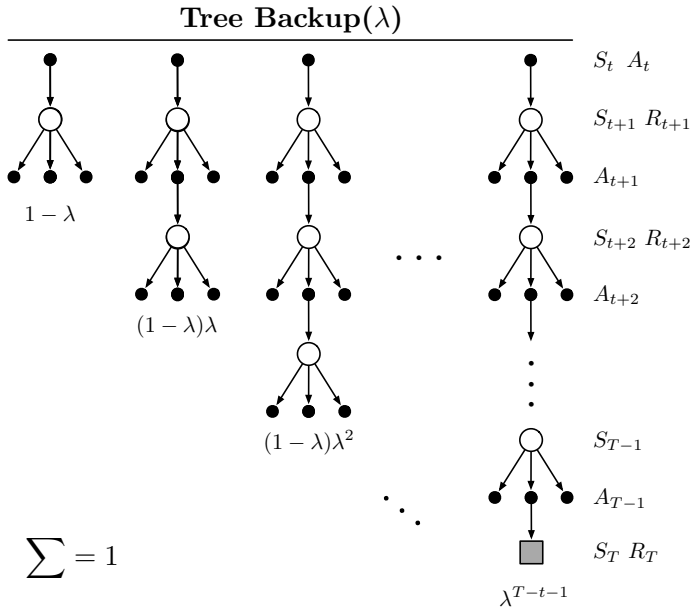 Tree Backup(λ)
S_t A_t
S_{t+1} R_{t+1}
A_{t+1}
1 − λ
S_{t+2} R_{t+2}
. . .
A_{t+2}
(1 − λ)λ
(1 − λ)λ^2
S_{T−1}
A_{T−1}
∑ = 1
S_T R_T
λ^{T−t−1}